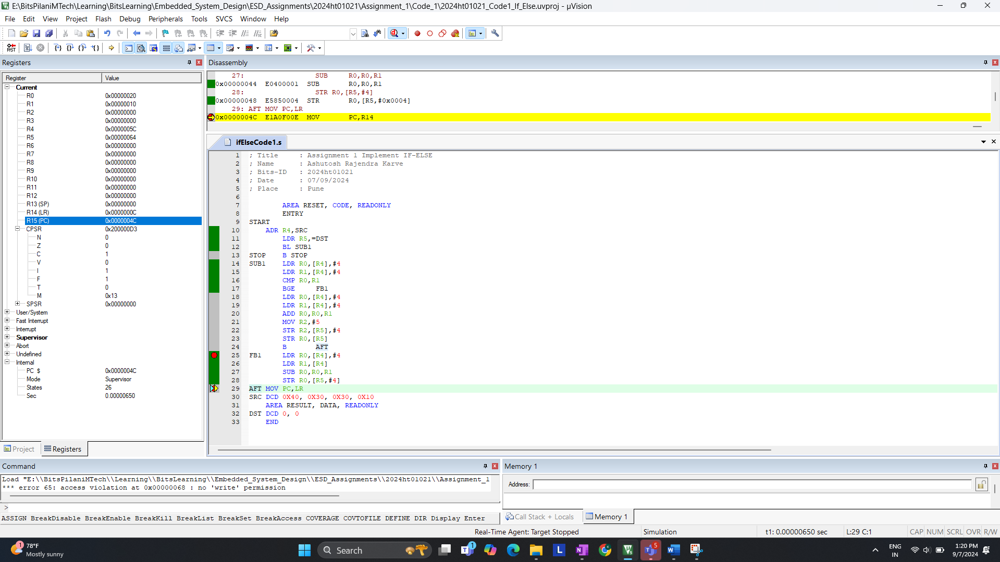 E:\BitsPilaniMTech\Learning\BitsLearning\Embedded_System_Design\ESD_Assignments\2024ht01021\Assignment_1\Code_1\2024ht01021_Code1_If_Else.uvproj - µVision
File Edit View Project Flash Debug Peripherals Tools SVCS Window Help
RST
Registers
Register Value
Current
R0 0x00000020
R1 0x00000010
R2 0x00000000
R3 0x00000000
R4 0x0000005C
R5 0x00000064
R6 0x00000000
R7 0x00000000
R8 0x00000000
R9 0x00000000
R10 0x00000000
R11 0x00000000
R12 0x00000000
R13 (SP) 0x00000000
R14 (LR) 0x0000000C
R15 (PC) 0x0000004C
CPSR 0x200000D3
N 0
Z 0
C 1
V 0
I 1
F 1
T 0
M 0x13
SPSR 0x00000000
User/System
Fast Interrupt
Interrupt
Supervisor
Abort
Undefined
Internal
PC $ 0x0000004C
Mode Supervisor
States 26
Sec 0.00000650
Project Registers
Disassembly
27: SUB R0,R0,R1
0x00000044 E0400001 SUB R0,R0,R1
28: STR R0,[R5,#4]
0x00000048 E5850004 STR R0,[R5,#0x0004]
29: AFT MOV PC,LR
0x0000004C E1A0F00E MOV PC,R14
ifElseCode1.s
1 ; Title : Assignment 1 Implement IF-ELSE
2 ; Name : Ashutosh Rajendra Karve
3 ; Bits-ID : 2024ht01021
4 ; Date : 07/09/2024
5 ; Place : Pune
6
7 AREA RESET, CODE, READONLY
8 ENTRY
9 START
10 ADR R4,SRC
11 LDR R5,=DST
12 BL SUB1
13 STOP B STOP
14 SUB1 LDR R0,[R4],#4
15 LDR R1,[R4],#4
16 CMP R0,R1
17 BGE FB1
18 LDR R0,[R4],#4
19 LDR R1,[R4],#4
20 ADD R0,R0,R1
21 MOV R2,#5
22 STR R2,[R5],#4
23 STR R0,[R5]
24 B AFT
25 FB1 LDR R0,[R4],#4
26 LDR R1,[R4]
27 SUB R0,R0,R1
28 STR R0,[R5,#4]
29 AFT MOV PC,LR
30 SRC DCD 0X40, 0X30, 0X30, 0X10
31 AREA RESULT, DATA, READONLY
32 DST DCD 0, 0
33 END
Command
Load "E:\\BitsPilaniMTech\\Learning\\BitsLearning\\Embedded_System_Design\\ESD_Assignments\\2024ht01021\\Assignment_1
*** error 65: access violation at 0x00000068 : no 'write' permission
>
ASSIGN BreakDisable BreakEnable BreakKill BreakList BreakSet BreakAccess COVERAGE COVTOFILE DEFINE DIR Display Enter
Memory 1
Address:
Call Stack + Locals Memory 1
Real-Time Agent: Target Stopped Simulation t1: 0.00000650 sec L:29 C:1 CAP NUM SCRL OVR R/W
1
78°F
Mostly sunny
Search
1
5
ENG
IN
1:20 PM
9/7/2024